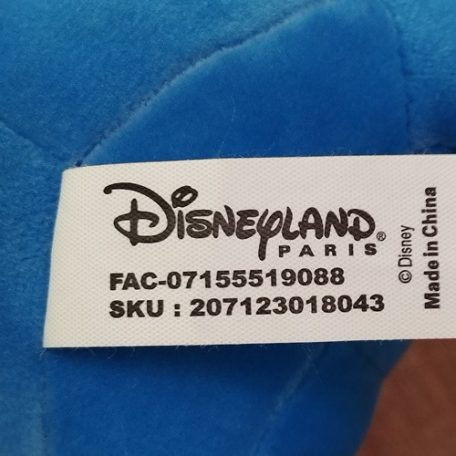 DISNEYLAND®
PARIS
FAC-07155519088
SKU : 207123018043
© Disney
Made in China